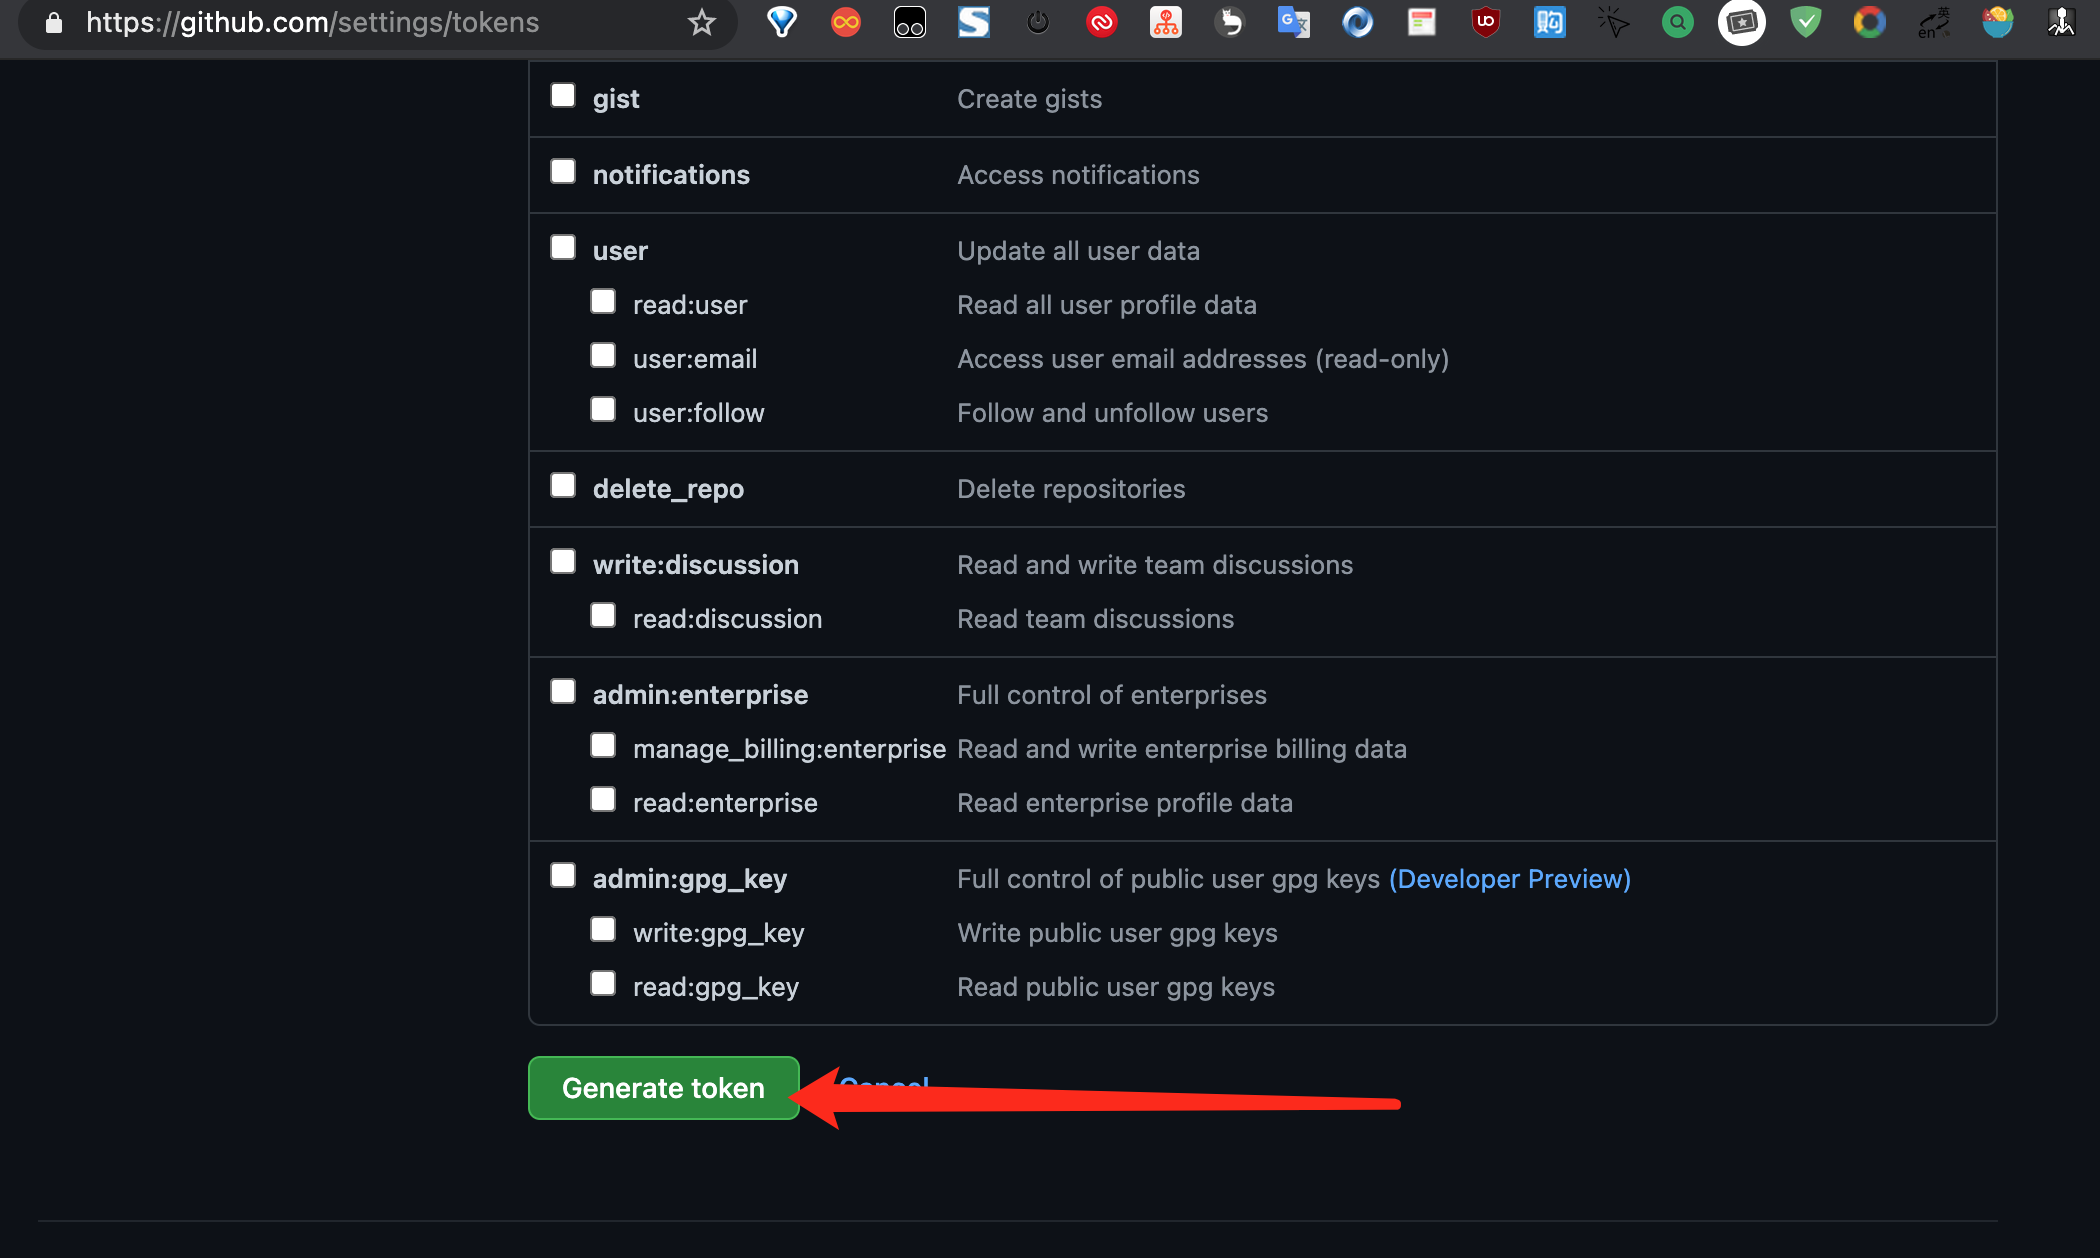 https://github.com/settings/tokens
gist Create gists
notifications Access notifications
user Update all user data
read:user Read all user profile data
user:email Access user email addresses (read-only)
user:follow Follow and unfollow users
delete_repo Delete repositories
write:discussion Read and write team discussions
read:discussion Read team discussions
admin:enterprise Full control of enterprises
manage_billing:enterprise Read and write enterprise billing data
read:enterprise Read enterprise profile data
admin:gpg_key Full control of public user gpg keys (Developer Preview)
write:gpg_key Write public user gpg keys
read:gpg_key Read public user gpg keys
Generate token Cancel